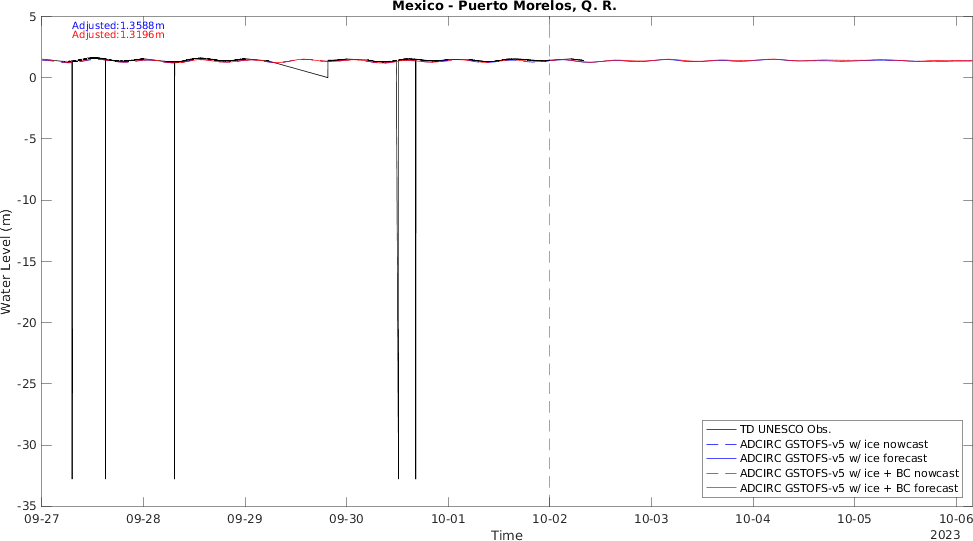 Mexico - Puerto Morelos, Q. R.
Adjusted:1.3588m
Adjusted:1.3196m
5
0
-5
-10
-15
-20
-25
-30
-35
Water Level (m)
TD UNESCO Obs.
ADCIRC GSTOFS-v5 w/ ice nowcast
ADCIRC GSTOFS-v5 w/ ice forecast
ADCIRC GSTOFS-v5 w/ ice + BC nowcast
ADCIRC GSTOFS-v5 w/ ice + BC forecast
09-27 09-28 09-29 09-30 10-01 10-02 10-03 10-04 10-05 10-06
Time
2023